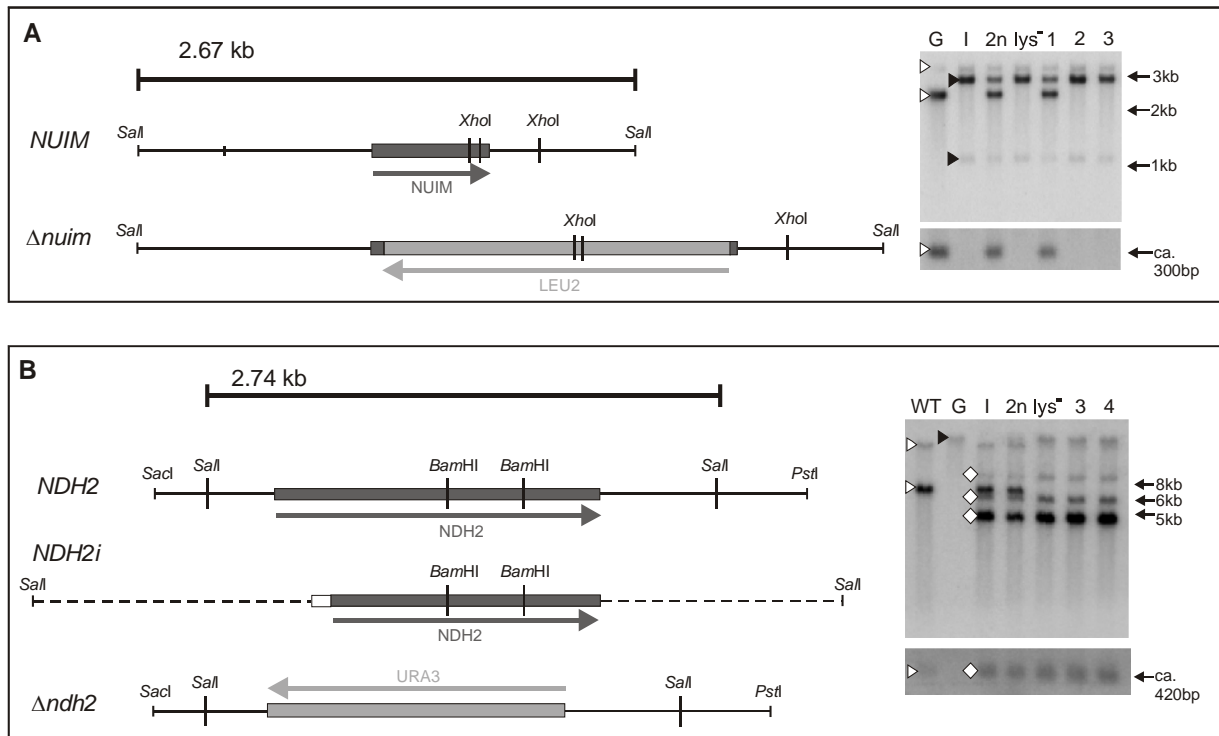 A
2.67 kb
NUIM
SalI
XhoI
XhoI
SalI
NUIM
Δnuim
SalI
XhoI
XhoI
SalI
LEU2
G I 2n lys- 1 2 3
3kb
2kb
1kb
ca.
300bp
B
2.74 kb
NDH2
SacI
SalI
BamHI
BamHI
SalI
PstI
NDH2
NDH2i
SalI
BamHI
BamHI
SalI
NDH2
Δndh2
SacI
SalI
URA3
SalI
PstI
WT G I 2n lys- 3 4
8kb
6kb
5kb
ca.
420bp